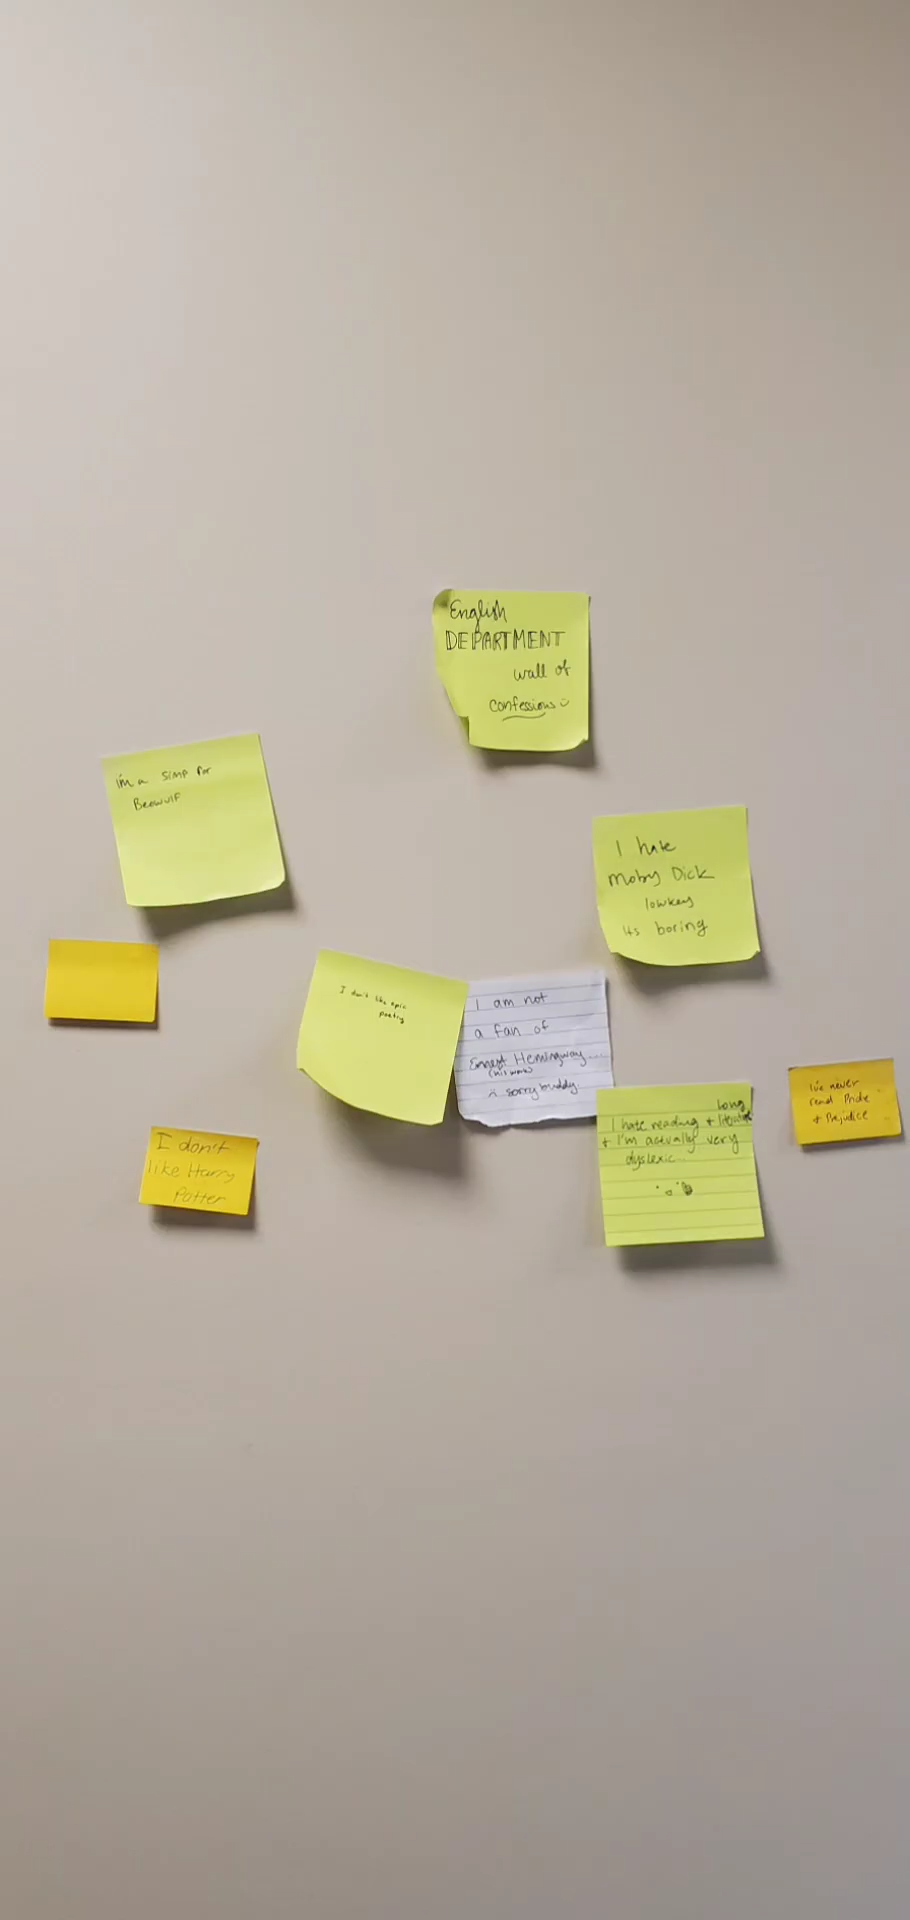 English
DEPARTMENT
wall of
confessions
i'm a simp for
Beowulf
I hate
Moby Dick
lowkey
its boring
I don't like epic
poetry
I am not
a fan of
Ernest Hemingway...
(his work)
sorry buddy
long
I hate reading +
+ I'm actually very
dyslexic...
I've never
read Pride
+ Prejudice
I don't
like Harry
Potter